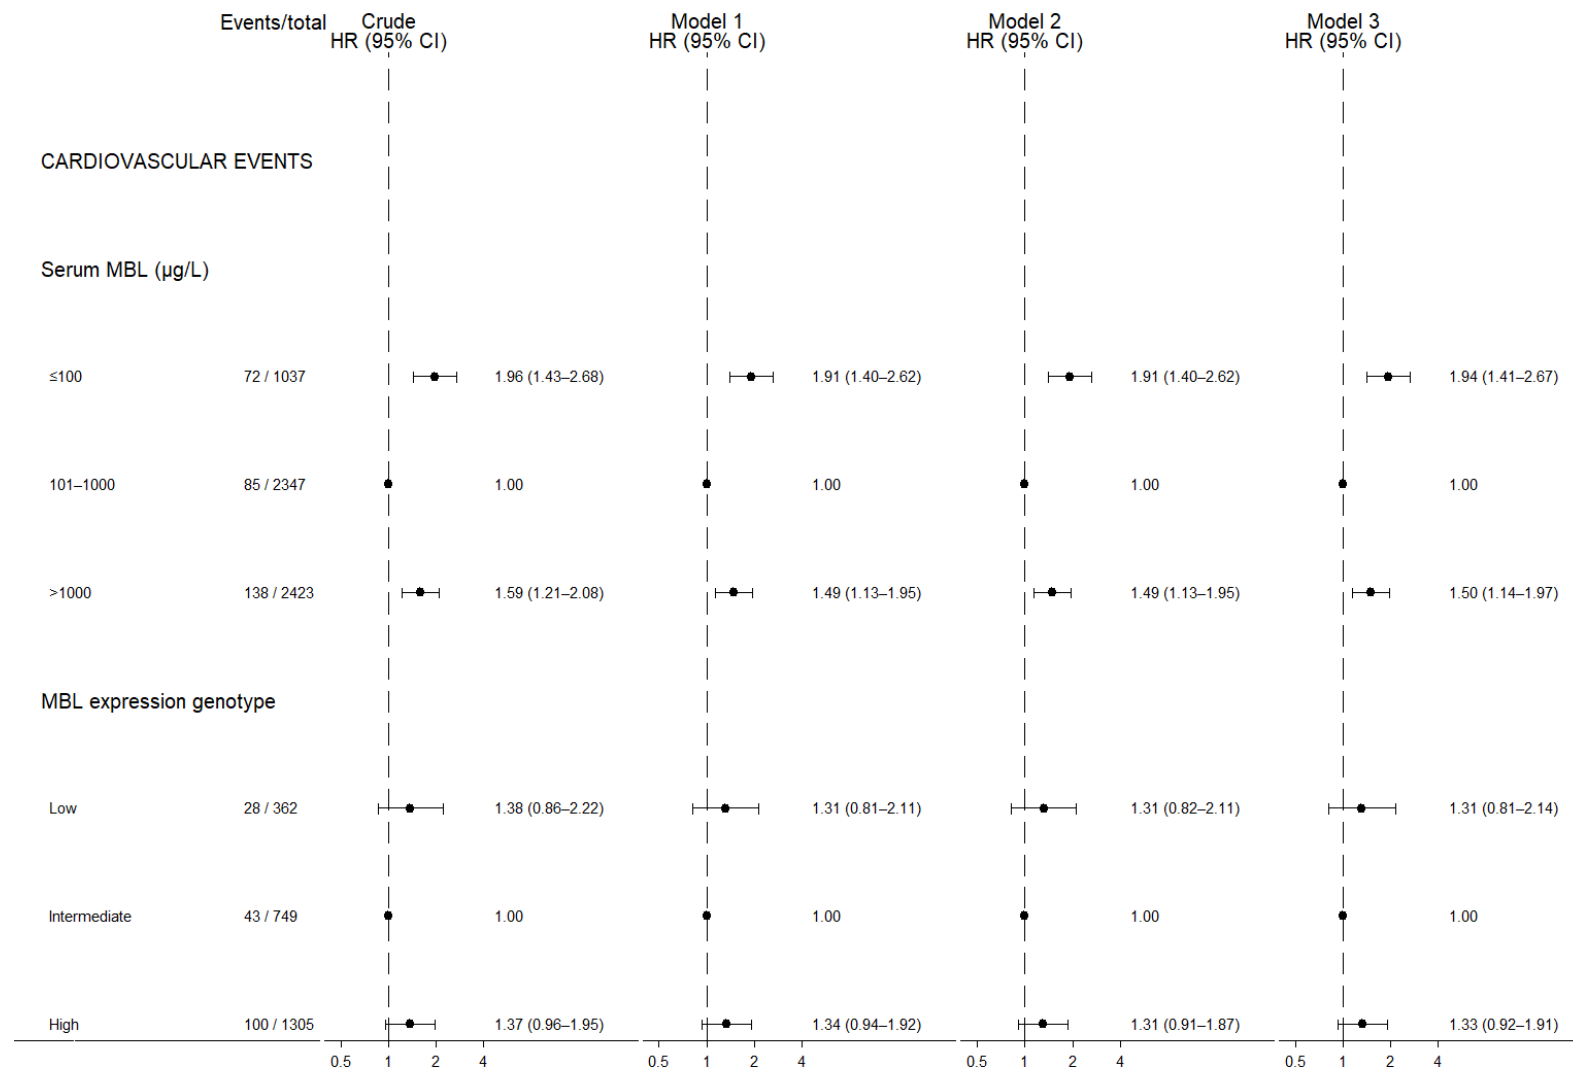 Events/total Crude Model 1 Model 2 Model 3
HR (95% CI) HR (95% CI) HR (95% CI) HR (95% CI)
CARDIOVASCULAR EVENTS
Serum MBL (µg/L)
≤100 72 / 1037 1.96 (1.43–2.68) 1.91 (1.40–2.62) 1.91 (1.40–2.62) 1.94 (1.41–2.67)
101–1000 85 / 2347 1.00 1.00 1.00 1.00
>1000 138 / 2423 1.59 (1.21–2.08) 1.49 (1.13–1.95) 1.49 (1.13–1.95) 1.50 (1.14–1.97)
MBL expression genotype
Low 28 / 362 1.38 (0.86–2.22) 1.31 (0.81–2.11) 1.31 (0.82–2.11) 1.31 (0.81–2.14)
Intermediate 43 / 749 1.00 1.00 1.00 1.00
High 100 / 1305 1.37 (0.96–1.95) 1.34 (0.94–1.92) 1.31 (0.91–1.87) 1.33 (0.92–1.91)
0.5 1 2 4 0.5 1 2 4 0.5 1 2 4 0.5 1 2 4